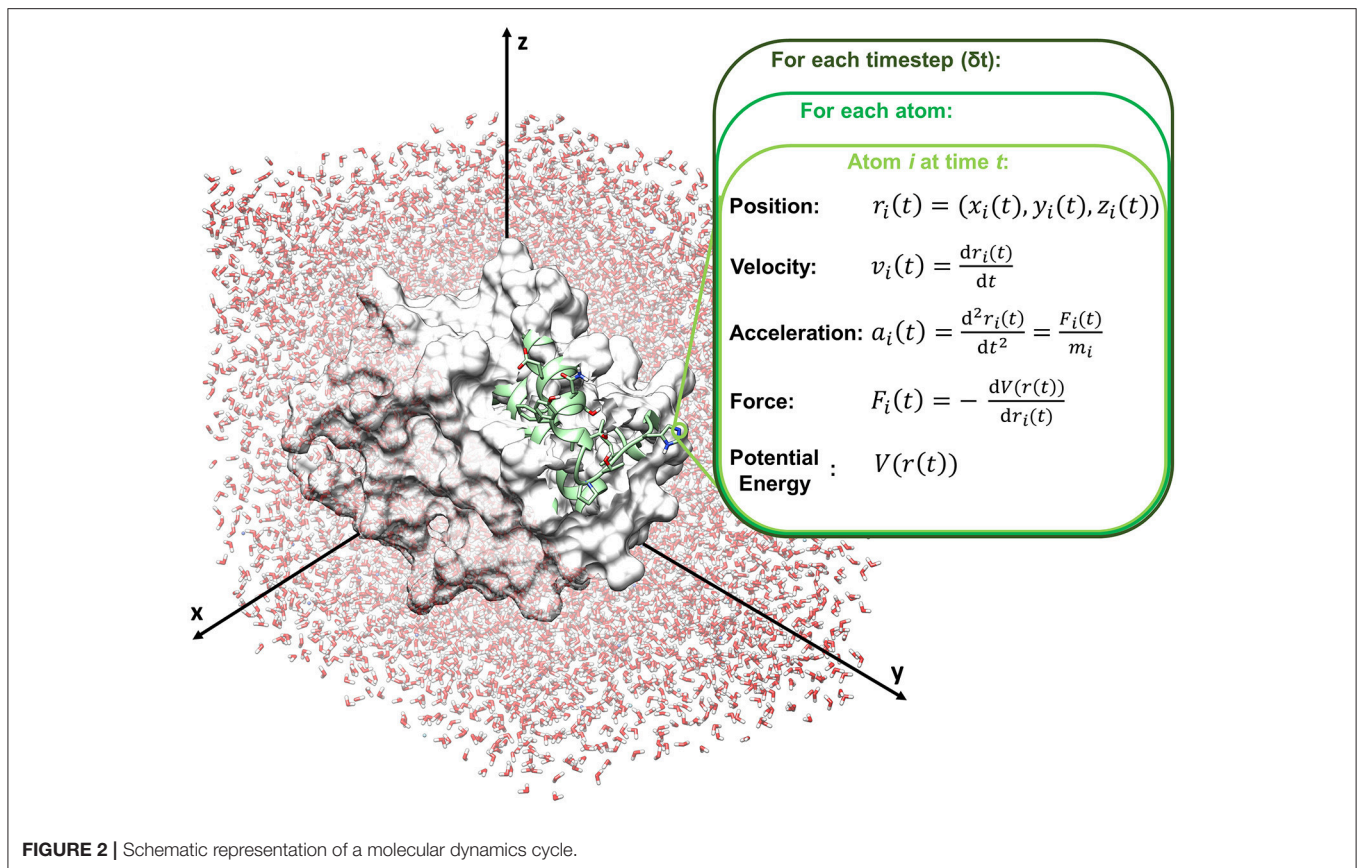 z
For each timestep (δt):
For each atom:
Atom i at time t:
Position: r_i(t) = (x_i(t), y_i(t), z_i(t))
Velocity: v_i(t) = dr_i(t)/dt
Acceleration: a_i(t) = d²r_i(t)/dt² = F_i(t)/m_i
Force: F_i(t) = − dV(r(t))/dr_i(t)
Potential Energy : V(r(t))
x
y
FIGURE 2 | Schematic representation of a molecular dynamics cycle.